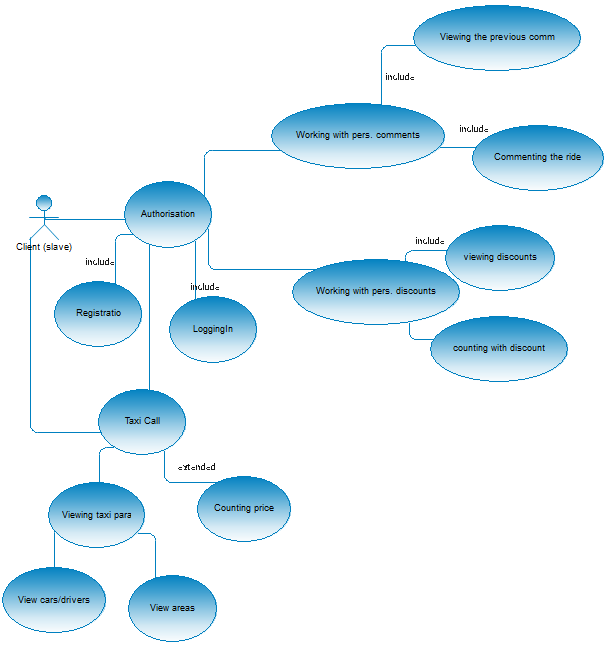 Viewing the previous comm
include
Working with pers. comments
include
Commenting the ride
Authorisation
Client (slave)
include
viewing discounts
include
include
Working with pers. discounts
Registratio
LoggingIn
counting with discount
Taxi Call
extended
Viewing taxi para
Counting price
View cars/drivers
View areas